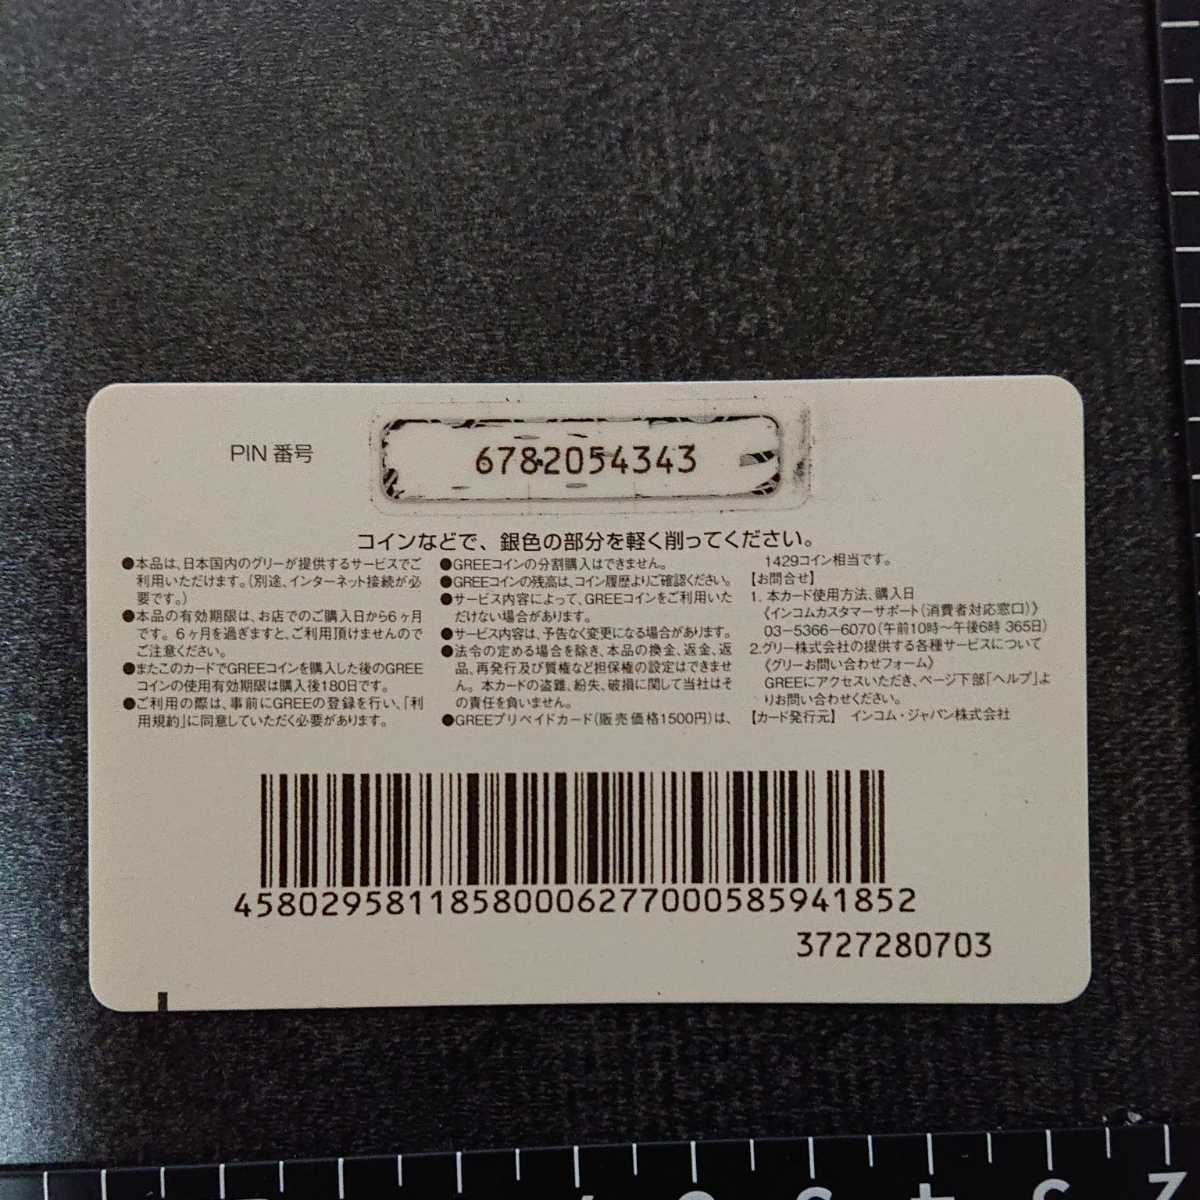 PIN 番号
6782054343
コインなどで、銀色の部分を軽く削ってください。
●本品は、日本国内のグリーが提供するサービスでご
利用いただけます。(別途、インターネット接続が必
要です。)
●本品の有効期限は、お店でのご購入日から6ヶ月
です。6ヶ月を過ぎますと、ご利用頂けませんので
ご注意ください。
●またこのカードでGREEコインを購入した後のGREE
コインの使用有効期限は購入後180日です。
●ご利用の際は、事前にGREEの登録を行い、「利
用規約」に同意していただく必要があります。
●GREEコインの分割購入はできません。
●GREEコインの残高は、コイン履歴よりご確認ください。
●サービス内容によって、GREEコインをご利用いた
だけない場合があります。
●サービス内容は、予告なく変更になる場合があります。
●法令の定める場合を除き、本品の換金、返金、返
品、再発行及び質権など担保権の設定はできませ
ん。本カードの盗難、紛失、破損に関して当社はそ
の責任を負いません。
●GREEプリペイドカード(販売価格1500円)は、
1429コイン相当です。
【お問合せ】
1. 本カード使用方法、購入日
《インコムカスタマーサポート(消費者対応窓口)》
03-5366-6070(午前10時〜午後6時 365日)
2.グリー株式会社の提供する各種サービスについて
《グリーお問い合わせフォーム》
GREEにアクセスいただき、ページ下部「ヘルプ」よ
りお問い合わせください。
【カード発行元】 インコム・ジャパン株式会社
4580295811858000627700058594​1852
3727280703